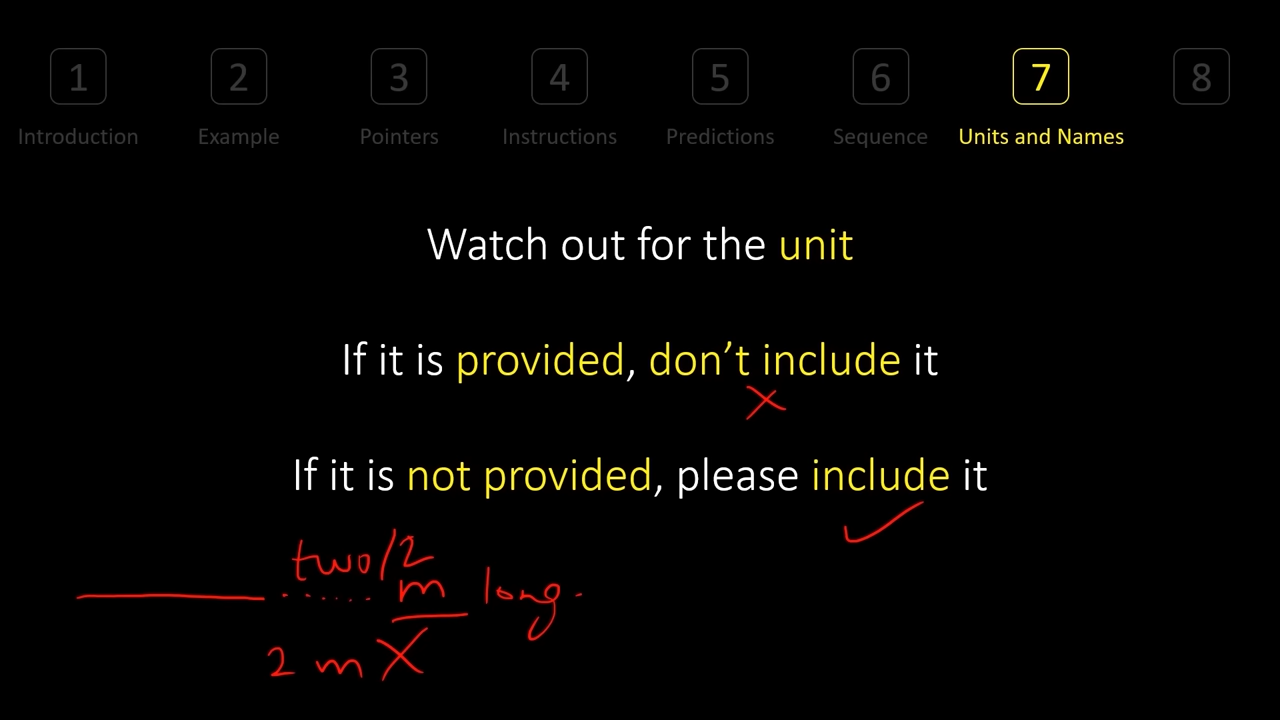 1 2 3 4 5 6 7 8
Introduction Example Pointers Instructions Predictions Sequence Units and Names
Watch out for the unit
If it is provided, don’t include it
If it is not provided, please include it
two/2
...... m long.
2 m X